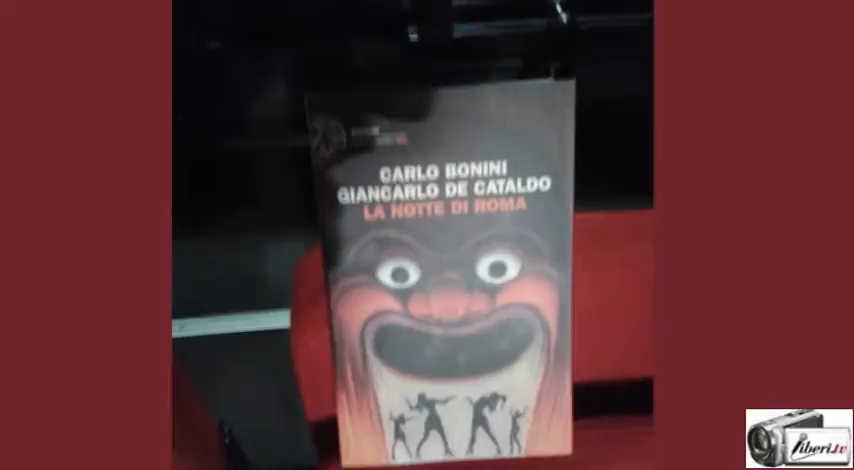 CARLO BONINI
GIANCARLO DE CATALDO
LA NOTTE DI ROMA
liberi.tv